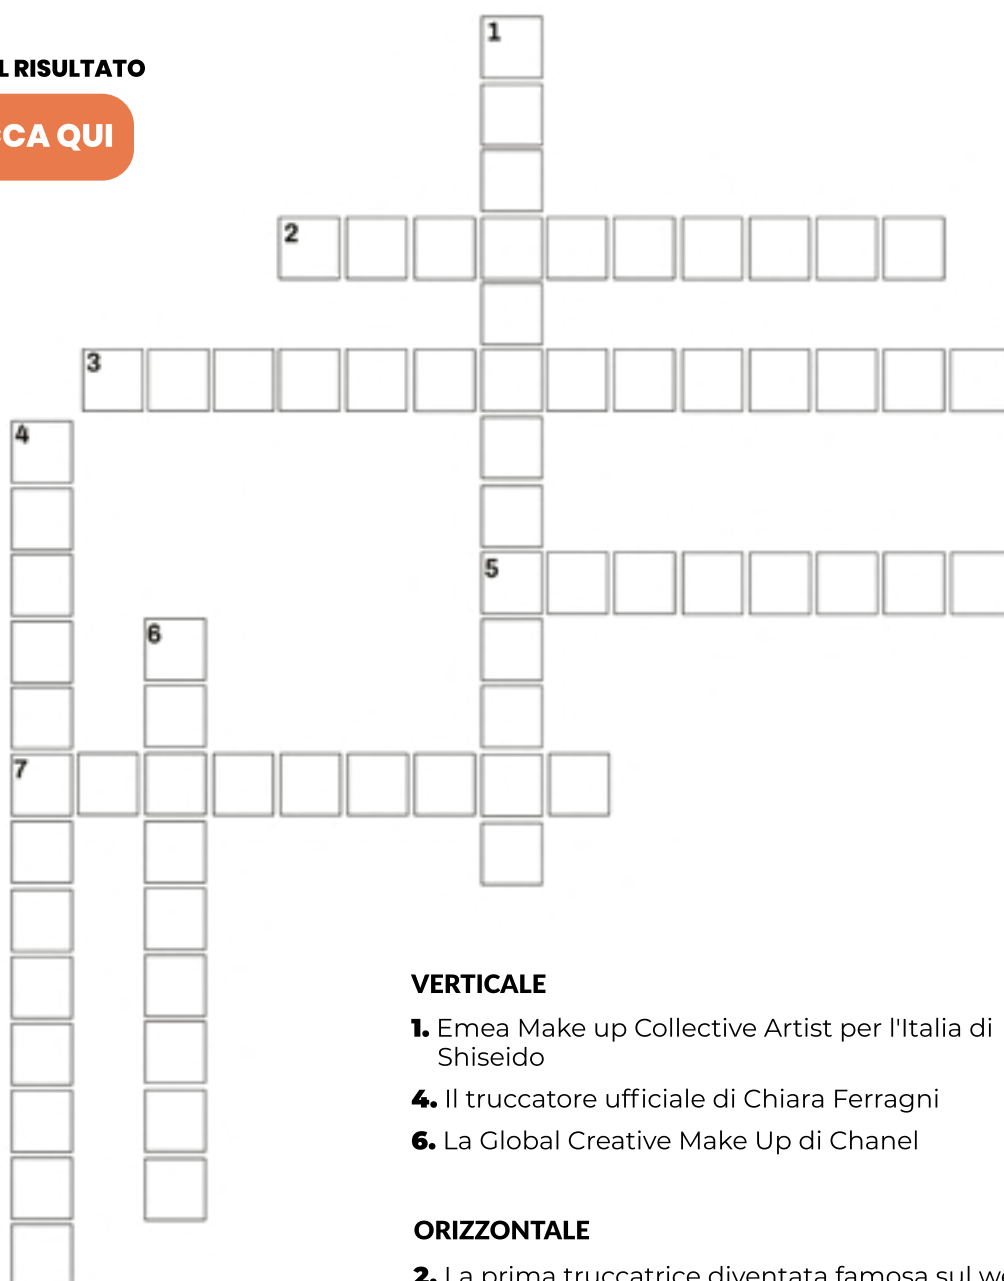 L RISULTATO
CCA QUI
1
2
3
4
5
6
7
VERTICALE
1. Emea Make up Collective Artist per l'Italia di
Shiseido
4. Il truccatore ufficiale di Chiara Ferragni
6. La Global Creative Make Up di Chanel
ORIZZONTALE
2. La prima truccatrice diventata famosa sul